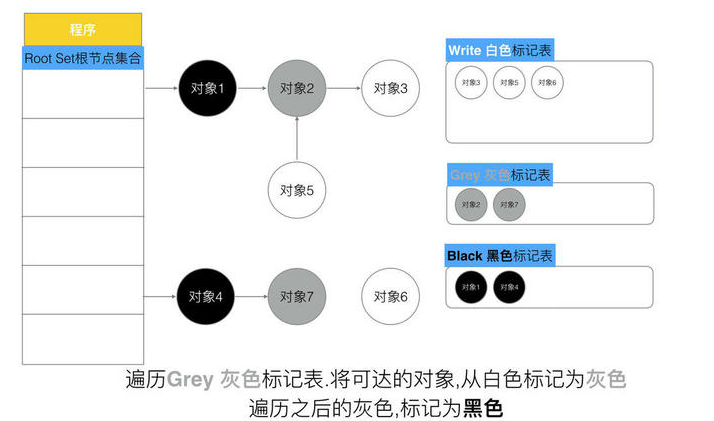 程序
Root Set根节点集合
对象1
对象2
对象3
对象5
对象4
对象7
对象6
Write 白色标记表
对象3 对象5 对象6
Grey 灰色标记表
对象2 对象7
Black 黑色标记表
对象1 对象4
遍历Grey 灰色标记表.将可达的对象,从白色标记为灰色
遍历之后的灰色,标记为黑色